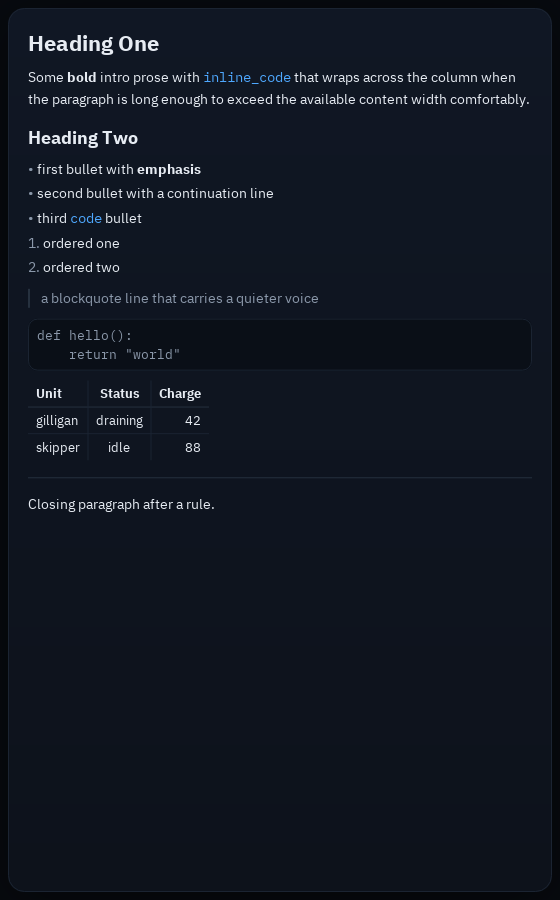 Heading One
Some bold intro prose with inline_code that wraps across the column when
the paragraph is long enough to exceed the available content width comfortably.
Heading Two
• first bullet with emphasis
• second bullet with a continuation line
• third code bullet
1. ordered one
2. ordered two
a blockquote line that carries a quieter voice
def hello():
    return "world"
Unit Status Charge
gilligan draining 42
skipper idle 88
Closing paragraph after a rule.